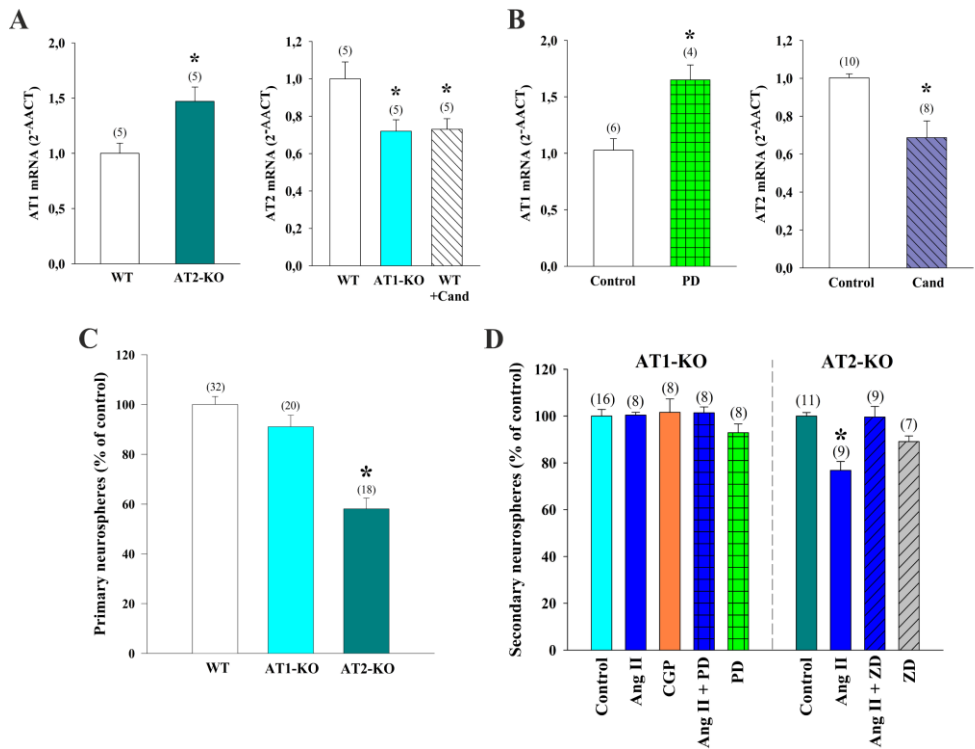 A
AT1 mRNA (2-AACT)
2,0
1,5
1,0
0,5
0,0
(5)
*
(5)
WT
AT2-KO
AT2 mRNA (2-AACT)
1,2
1,0
0,8
0,6
0,4
0,2
0,0
(5)
*
(5)
*
(5)
WT
AT1-KO
WT
+Cand
B
AT1 mRNA (2-AACT)
2,0
1,5
1,0
0,5
0,0
(6)
*
(4)
Control
PD
AT2 mRNA (2-AACT)
1,2
1,0
0,8
0,6
0,4
0,2
0,0
(10)
*
(8)
Control
Cand
C
Primary neurospheres (% of control)
120
100
80
60
40
20
0
(32)
(20)
*
(18)
WT
AT1-KO
AT2-KO
D
Secondary neurospheres (% of control)
120
100
80
60
40
20
0
AT1-KO
(16)
(8)
(8)
(8)
(8)
Control
Ang II
CGP
Ang II + PD
PD
AT2-KO
(11)
*
(9)
(9)
(7)
Control
Ang II
Ang II + ZD
ZD